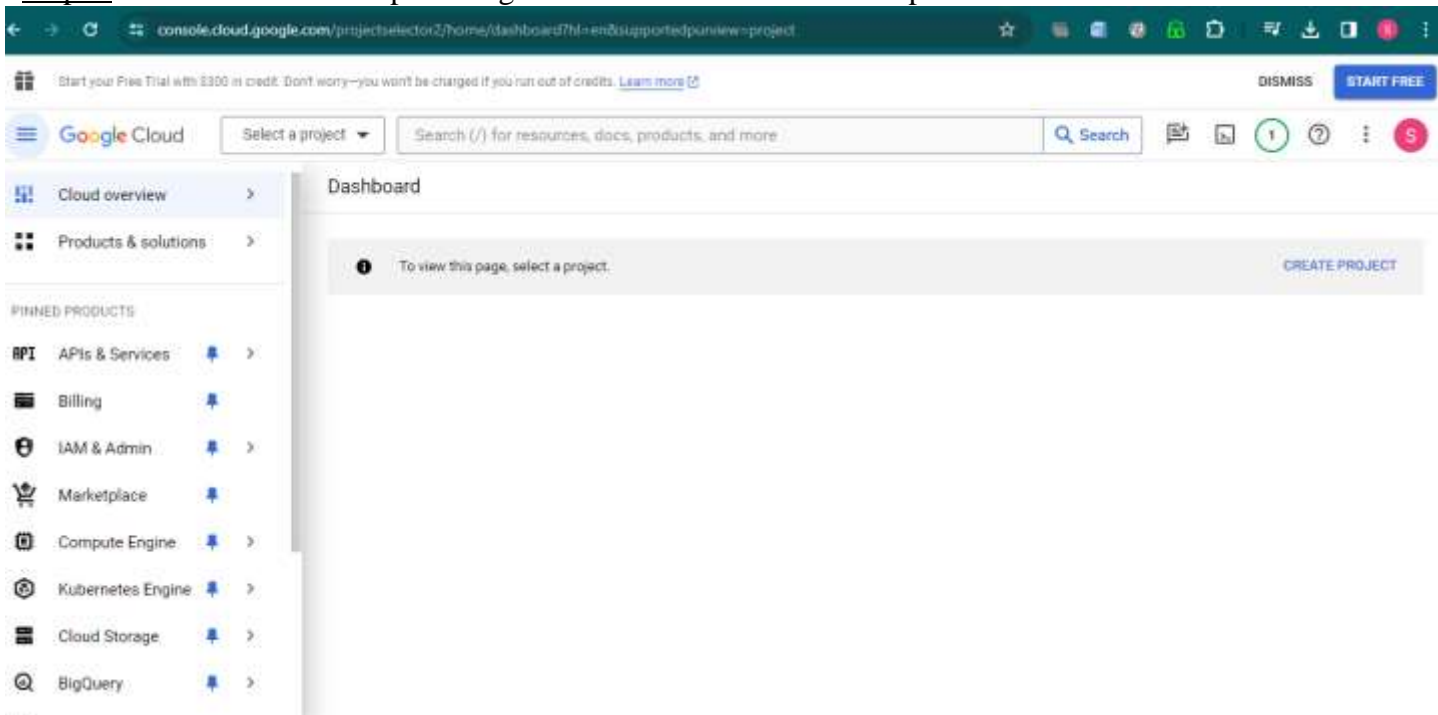 console.cloud.google.com/projectselector2/home/dashboard?hl=en&supportedpurview=project
Start your Free Trial with $300 in credit. Don't worry—you won't be charged if you run out of credits. Learn more
DISMISS
START FREE
Google Cloud
Select a project
Search (/) for resources, docs, products, and more
Search
1
S
Cloud overview
Dashboard
Products & solutions
To view this page, select a project.
CREATE PROJECT
PINNED PRODUCTS
API APIs & Services
Billing
IAM & Admin
Marketplace
Compute Engine
Kubernetes Engine
Cloud Storage
BigQuery